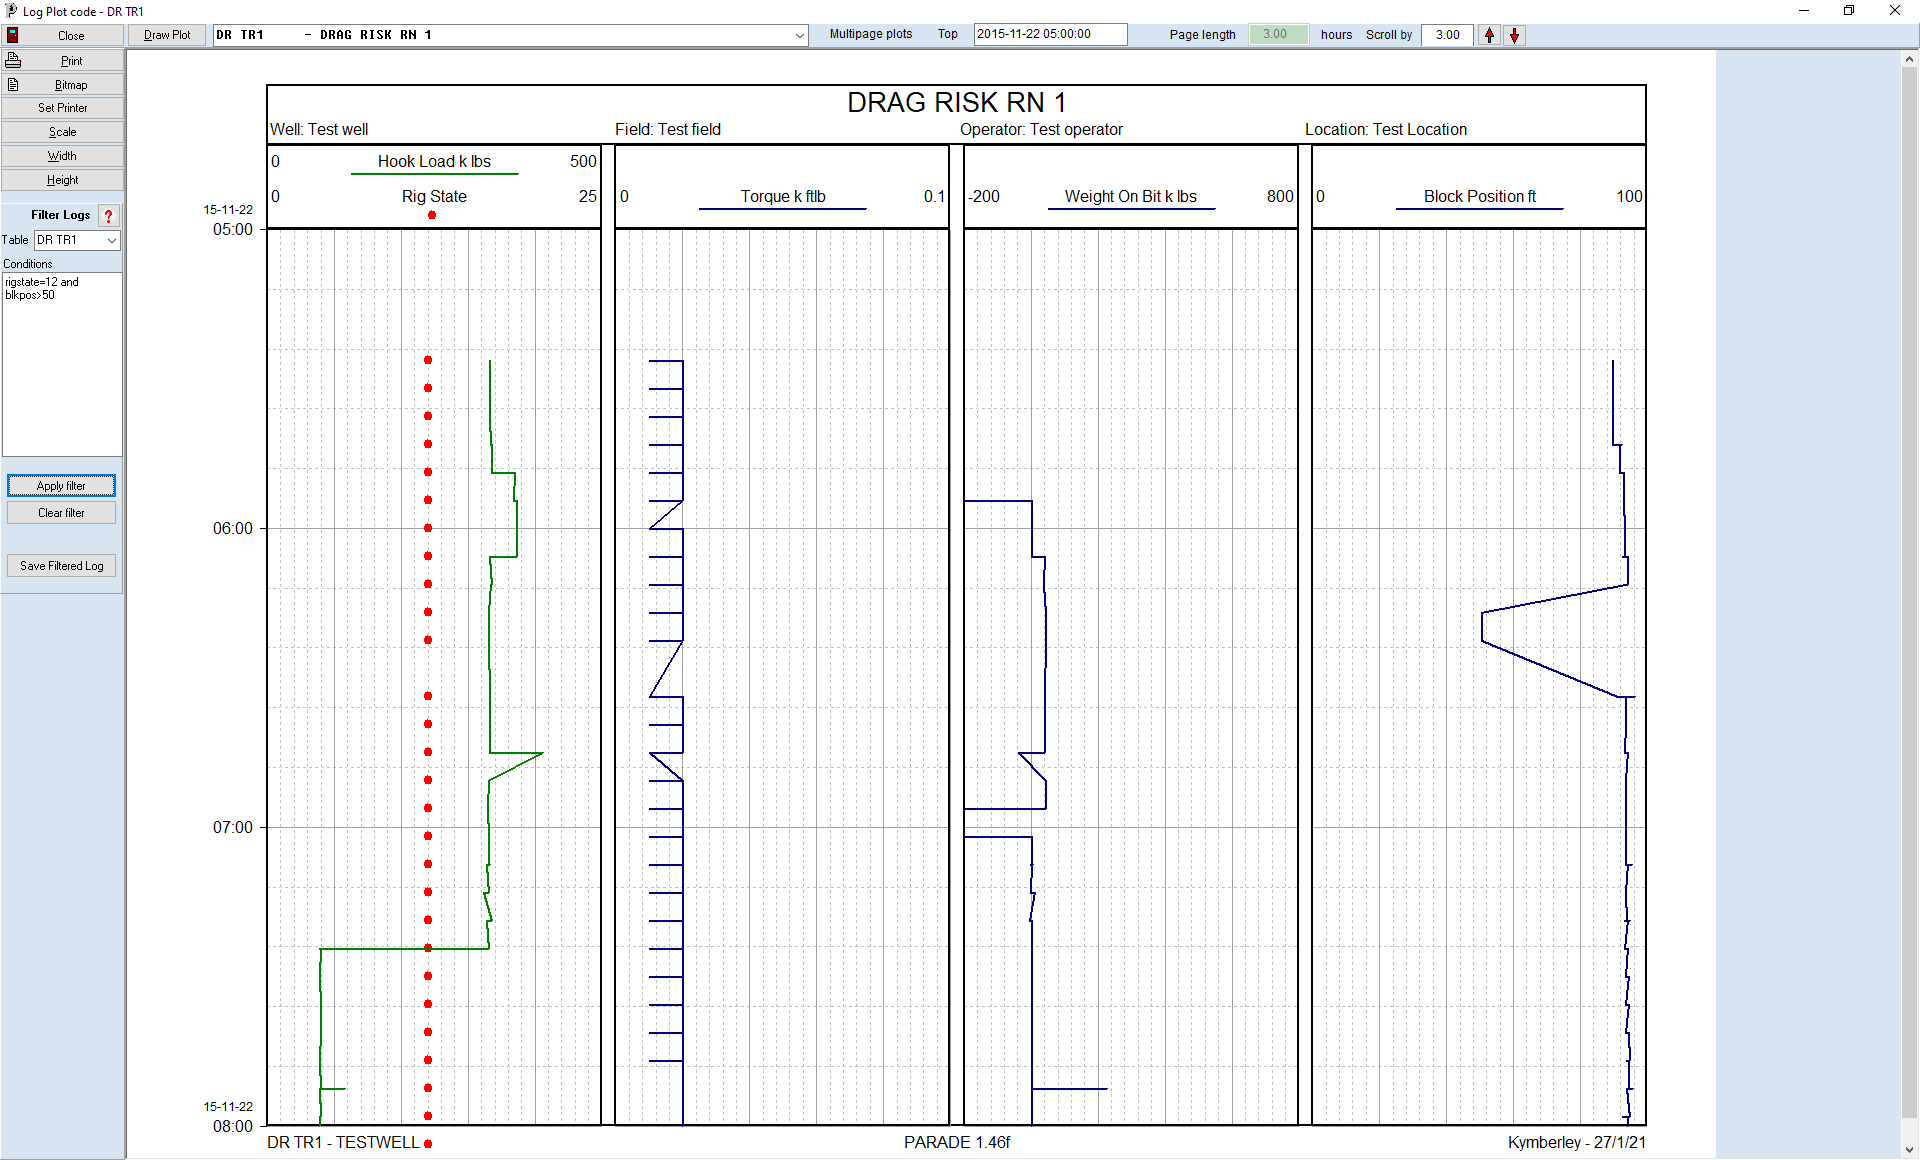 Log Plot code - DR TR1
Close
Draw Plot
DR TR1 - DRAG RISK RN 1
Multipage plots
Top
2015-11-22 05:00:00
Page length
3.00
hours
Scroll by
3.00
Print
Bitmap
Set Printer
Scale
Width
Height
Filter Logs
?
Table
DR TR1
Conditions
rigstate=12 and
blkpos>50
Apply filter
Clear filter
Save Filtered Log
DRAG RISK RN 1
Well: Test well
Field: Test field
Operator: Test operator
Location: Test Location
0 Hook Load k lbs 500
0 Rig State 25
0 Torque k ftlb 0.1
-200 Weight On Bit k lbs 800
0 Block Position ft 100
15-11-22
05:00
06:00
07:00
15-11-22
08:00
DR TR1 - TESTWELL
PARADE 1.46f
Kymberley - 27/1/21